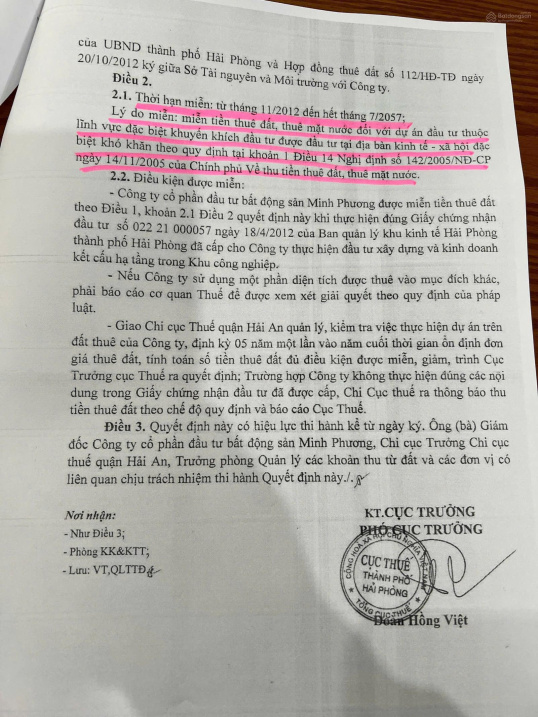 Batdongsan
của UBND thành phố Hải Phòng và Hợp đồng thuê đất số 112/HĐ-TĐ ngày
20/10/2012 ký giữa Sở Tài nguyên và Môi trường với Công ty.
Điều 2.
2.1. Thời hạn miễn: từ tháng 11/2012 đến hết tháng 7/2057;
Lý do miễn: miễn tiền thuê đất, thuê mặt nước đối với dự án đầu tư thuộc
lĩnh vực đặc biệt khuyến khích đầu tư được đầu tư tại địa bàn kinh tế - xã hội đặc
biệt khó khăn theo quy định tại khoản 1 Điều 14 Nghị định số 142/2005/NĐ-CP
ngày 14/11/2005 của Chính phủ Về thu tiền thuê đất, thuê mặt nước.
2.2. Điều kiện được miễn:
- Công ty cổ phần đầu tư bất động sản Minh Phương được miễn tiền thuê đất
theo Điều 1, khoản 2.1 Điều 2 quyết định này khi thực hiện đúng Giấy chứng nhận
đầu tư số 022 21 000057 ngày 18/4/2012 của Ban quản lý khu kinh tế Hải Phòng
thành phố Hải Phòng đã cấp cho Công ty thực hiện đầu tư xây dựng và kinh doanh
kết cấu hạ tầng trong Khu công nghiệp.
- Nếu Công ty sử dụng một phần diện tích được thuê vào mục đích khác,
phải báo cáo cơ quan Thuế để được xem xét giải quyết theo quy định của pháp
luật.
- Giao Chi cục Thuế quận Hải An quản lý, kiểm tra việc thực hiện dự án trên
đất thuê của Công ty, định kỳ 05 năm một lần vào năm cuối thời gian ổn định đơn
giá thuê đất, tính toán số tiền thuê đất đủ điều kiện được miễn, giảm, trình Cục
Trưởng cục Thuế ra quyết định; Trường hợp Công ty không thực hiện đúng các nội
dung trong Giấy chứng nhận đầu tư đã được cấp, Chi cục thuế ra thông báo thu
tiền thuê đất theo chế độ quy định và báo cáo Cục Thuế.
Điều 3. Quyết định này có hiệu lực thi hành kể từ ngày ký. Ông (bà) Giám
đốc Công ty cổ phần đầu tư bất động sản Minh Phương, Chi cục Trưởng Chi cục
thuế quận Hải An, Trưởng phòng Quản lý các khoản thu từ đất và các đơn vị có
liên quan chịu trách nhiệm thi hành Quyết định này./.
Nơi nhận:
- Như Điều 3;
- Phòng KK&KTT;
- Lưu: VT,QLTTĐ
KT.CỤC TRƯỞNG
PHÓ CỤC TRƯỞNG
CỘNG HÒA XÃ HỘI CHỦ NGHĨA VIỆT NAM
CỤC THUẾ
THÀNH PHỐ
HẢI PHÒNG
TỔNG CỤC THUẾ
Đoàn Hồng Việt